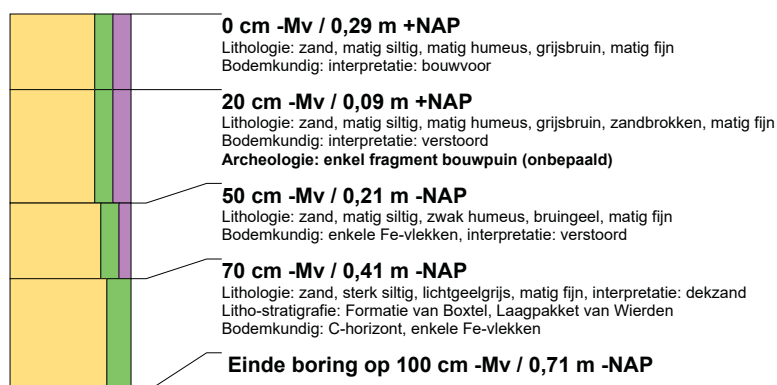 0 cm -Mv / 0,29 m +NAP
Lithologie: zand, matig siltig, matig humeus, grijsbruin, matig fijn
Bodemkundig: interpretatie: bouwvoor
20 cm -Mv / 0,09 m +NAP
Lithologie: zand, matig siltig, matig humeus, grijsbruin, zandbrokken, matig fijn
Bodemkundig: interpretatie: verstoord
Archeologie: enkel fragment bouwpuin (onbepaald)
50 cm -Mv / 0,21 m -NAP
Lithologie: zand, matig siltig, zwak humeus, bruingeel, matig fijn
Bodemkundig: enkele Fe-vlekken, interpretatie: verstoord
70 cm -Mv / 0,41 m -NAP
Lithologie: zand, sterk siltig, lichtgeelgrijs, matig fijn, interpretatie: dekzand
Litho-stratigrafie: Formatie van Boxtel, Laagpakket van Wierden
Bodemkundig: C-horizont, enkele Fe-vlekken
Einde boring op 100 cm -Mv / 0,71 m -NAP